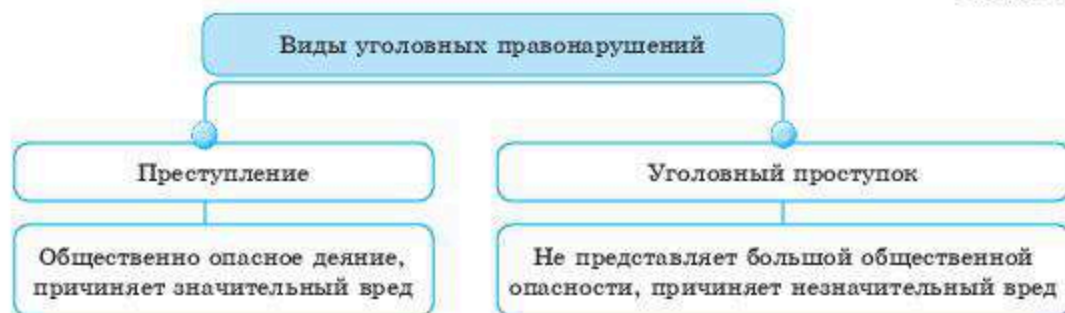 Виды уголовных правонарушений
Преступление
Уголовный проступок
Общественно опасное деяние,
причиняет значительный вред
Не представляет большой общественной
опасности, причиняет незначительный вред